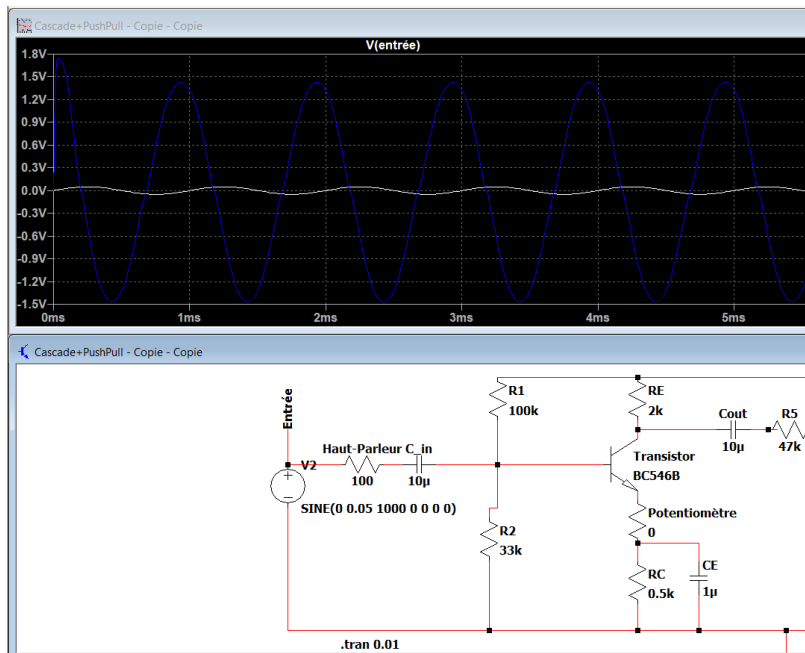 Cascade+PushPull - Copie - Copie
V(entrée)
1.8V
1.5V
1.2V
0.9V
0.6V
0.3V
0.0V
-0.3V
-0.6V
-0.9V
-1.2V
-1.5V
0ms 1ms 2ms 3ms 4ms 5ms
Cascade+PushPull - Copie - Copie
Entrée
R1
100k
RE
2k
Cout
10µ
R5
47k
Haut-Parleur C_in
100 10µ
V2
SINE(0 0.05 1000 0 0 0 0)
Transistor
BC546B
R2
33k
Potentiomètre
0
RC
0.5k
CE
1µ
.tran 0.01